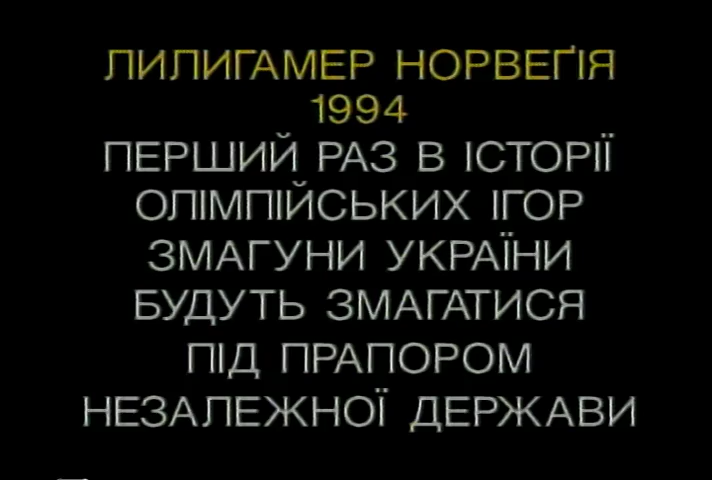 ЛИЛИГАМЕР НОРВЕҐІЯ
1994
ПЕРШИЙ РАЗ В ІСТОРІЇ
ОЛІМПІЙСЬКИХ ІГОР
ЗМАГУНИ УКРАЇНИ
БУДУТЬ ЗМАГАТИСЯ
ПІД ПРАПОРОМ
НЕЗАЛЕЖНОЇ ДЕРЖАВИ